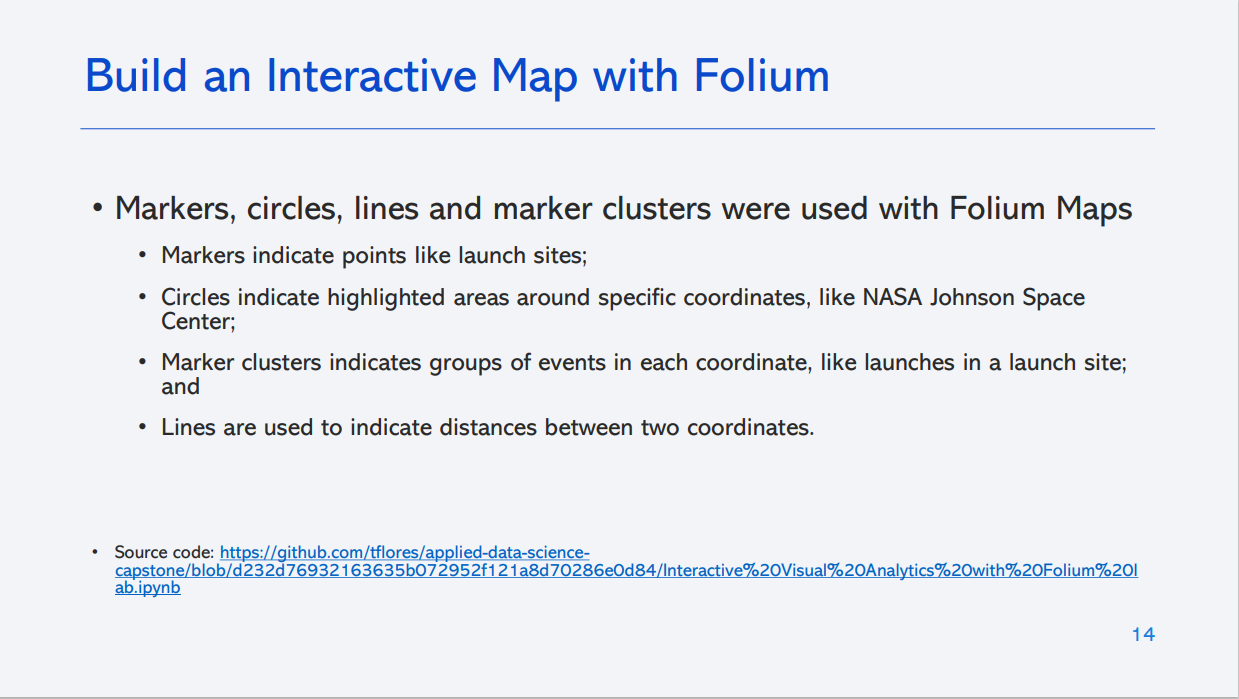 Build an Interactive Map with Folium
• Markers, circles, lines and marker clusters were used with Folium Maps
• Markers indicate points like launch sites;
• Circles indicate highlighted areas around specific coordinates, like NASA Johnson Space
Center;
• Marker clusters indicates groups of events in each coordinate, like launches in a launch site;
and
• Lines are used to indicate distances between two coordinates.
• Source code: https://github.com/tflores/applied-data-science-
capstone/blob/d232d76932163635b072952f121a8d70286e0d84/Interactive%20Visual%20Analytics%20with%20Folium%20l
ab.ipynb
14